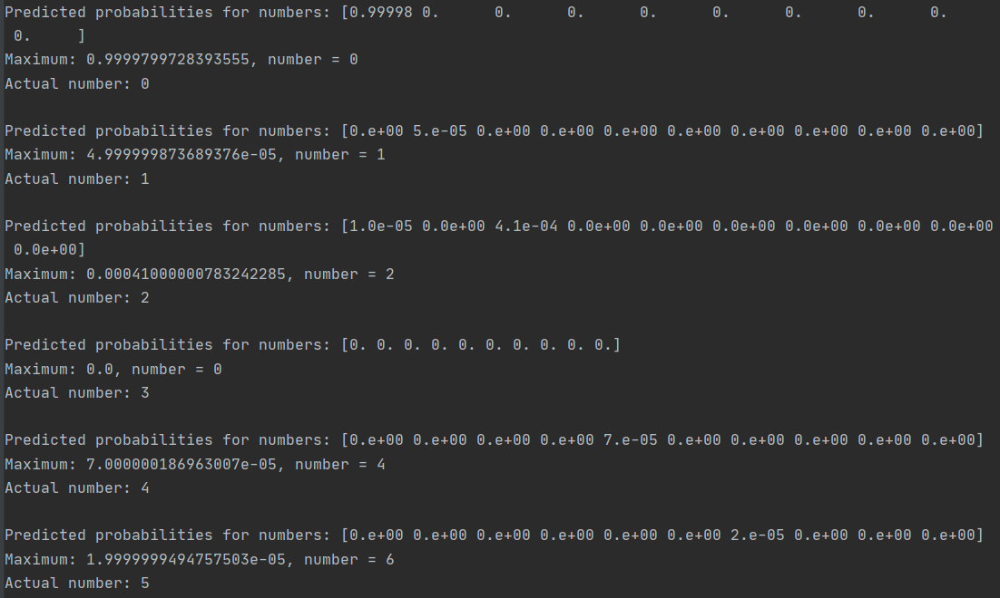 Predicted probabilities for numbers: [0.99998 0.      0.      0.      0.      0.      0.      0.      0.
 0.     ]
Maximum: 0.9999799728393555, number = 0
Actual number: 0

Predicted probabilities for numbers: [0.e+00 5.e-05 0.e+00 0.e+00 0.e+00 0.e+00 0.e+00 0.e+00 0.e+00 0.e+00]
Maximum: 4.999999873689376e-05, number = 1
Actual number: 1

Predicted probabilities for numbers: [1.0e-05 0.0e+00 4.1e-04 0.0e+00 0.0e+00 0.0e+00 0.0e+00 0.0e+00 0.0e+00
 0.0e+00]
Maximum: 0.00041000000783242285, number = 2
Actual number: 2

Predicted probabilities for numbers: [0. 0. 0. 0. 0. 0. 0. 0. 0. 0.]
Maximum: 0.0, number = 0
Actual number: 3

Predicted probabilities for numbers: [0.e+00 0.e+00 0.e+00 0.e+00 7.e-05 0.e+00 0.e+00 0.e+00 0.e+00 0.e+00]
Maximum: 7.000000186963007e-05, number = 4
Actual number: 4

Predicted probabilities for numbers: [0.e+00 0.e+00 0.e+00 0.e+00 0.e+00 0.e+00 2.e-05 0.e+00 0.e+00 0.e+00]
Maximum: 1.9999999494757503e-05, number = 6
Actual number: 5